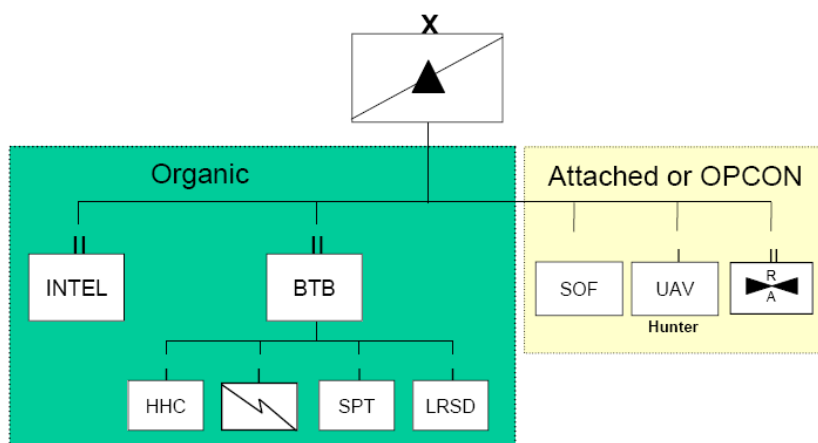 X
Organic
Attached or OPCON
II
II
I
II
INTEL
BTB
SOF
UAV
R
A
Hunter
I
I
I
I
HHC
SPT
LRSD